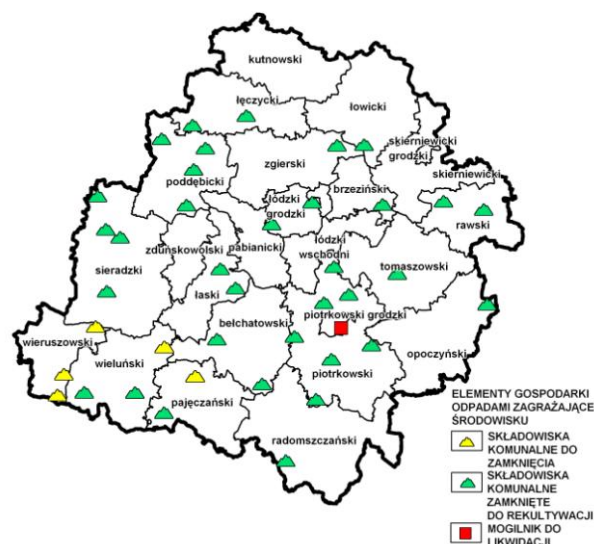 kutnowski
łęczycki
łowicki
skierniewicki
grodzki
zgierski
skierniewicki
poddębicki
brzeziński
łódzki
grodzki
rawski
zduńskowolski
pabianicki
łódzki
wschodni
sieradzki
tomaszowski
łaski
piotrkowski grodzki
bełchatowski
wieruszowski
opoczyński
wieluński
piotrkowski
pajęczański
radomszczański
ELEMENTY GOSPODARKI
ODPADAMI ZAGRAŻAJĄCE
ŚRODOWISKU
SKŁADOWISKA
KOMUNALNE DO
ZAMKNIĘCIA
SKŁADOWISKA
KOMUNALNE
ZAMKNIĘTE
DO REKULTYWACJI
MOGILNIK DO
LIKWIDACJI